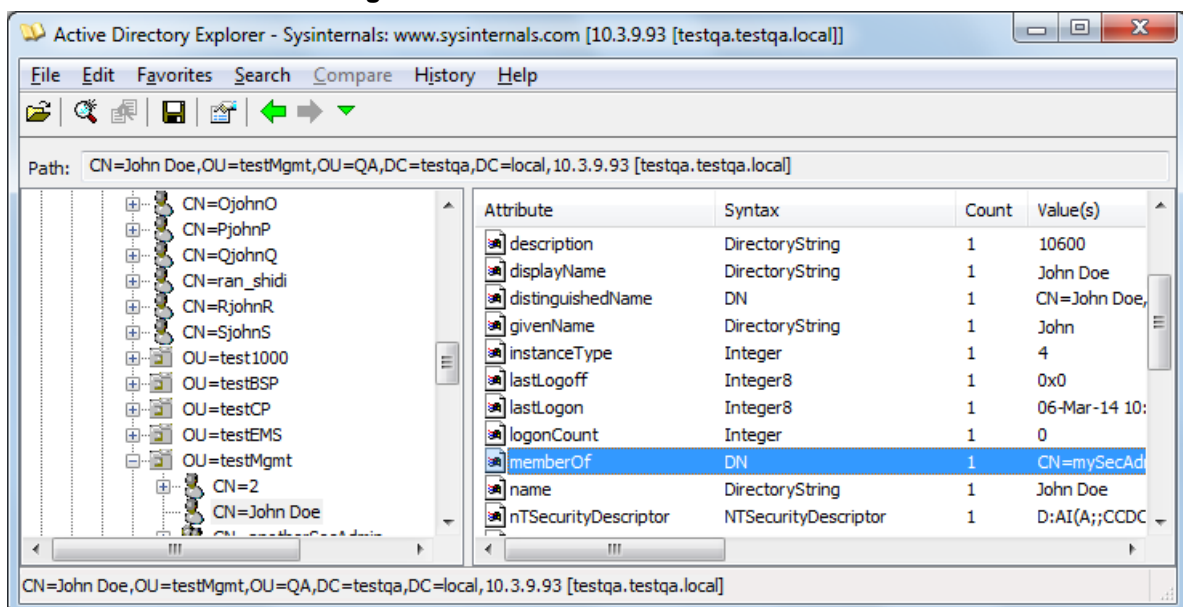 Active Directory Explorer - Sysinternals: www.sysinternals.com [10.3.9.93 [testqa.testqa.local]]
File Edit Favorites Search Compare History Help
Path: CN=John Doe,OU=testMgmt,OU=QA,DC=testqa,DC=local,10.3.9.93 [testqa.testqa.local]
CN=OjohnO
CN=PjohnP
CN=QjohnQ
CN=ran_shidi
CN=RjohnR
CN=SjohnS
OU=test1000
OU=testBSP
OU=testCP
OU=testEMS
OU=testMgmt
CN=2
CN=John Doe
Attribute Syntax Count Value(s)
description DirectoryString 1 10600
displayName DirectoryString 1 John Doe
distinguishedName DN 1 CN=John Doe,
givenName DirectoryString 1 John
instanceType Integer 1 4
lastLogoff Integer8 1 0x0
lastLogon Integer8 1 06-Mar-14 10:
logonCount Integer 1 0
memberOf DN 1 CN=mySecAdı
name DirectoryString 1 John Doe
nTSecurityDescriptor NTSecurityDescriptor 1 D:AI(A;;CCDC
CN=John Doe,OU=testMgmt,OU=QA,DC=testqa,DC=local,10.3.9.93 [testqa.testqa.local]